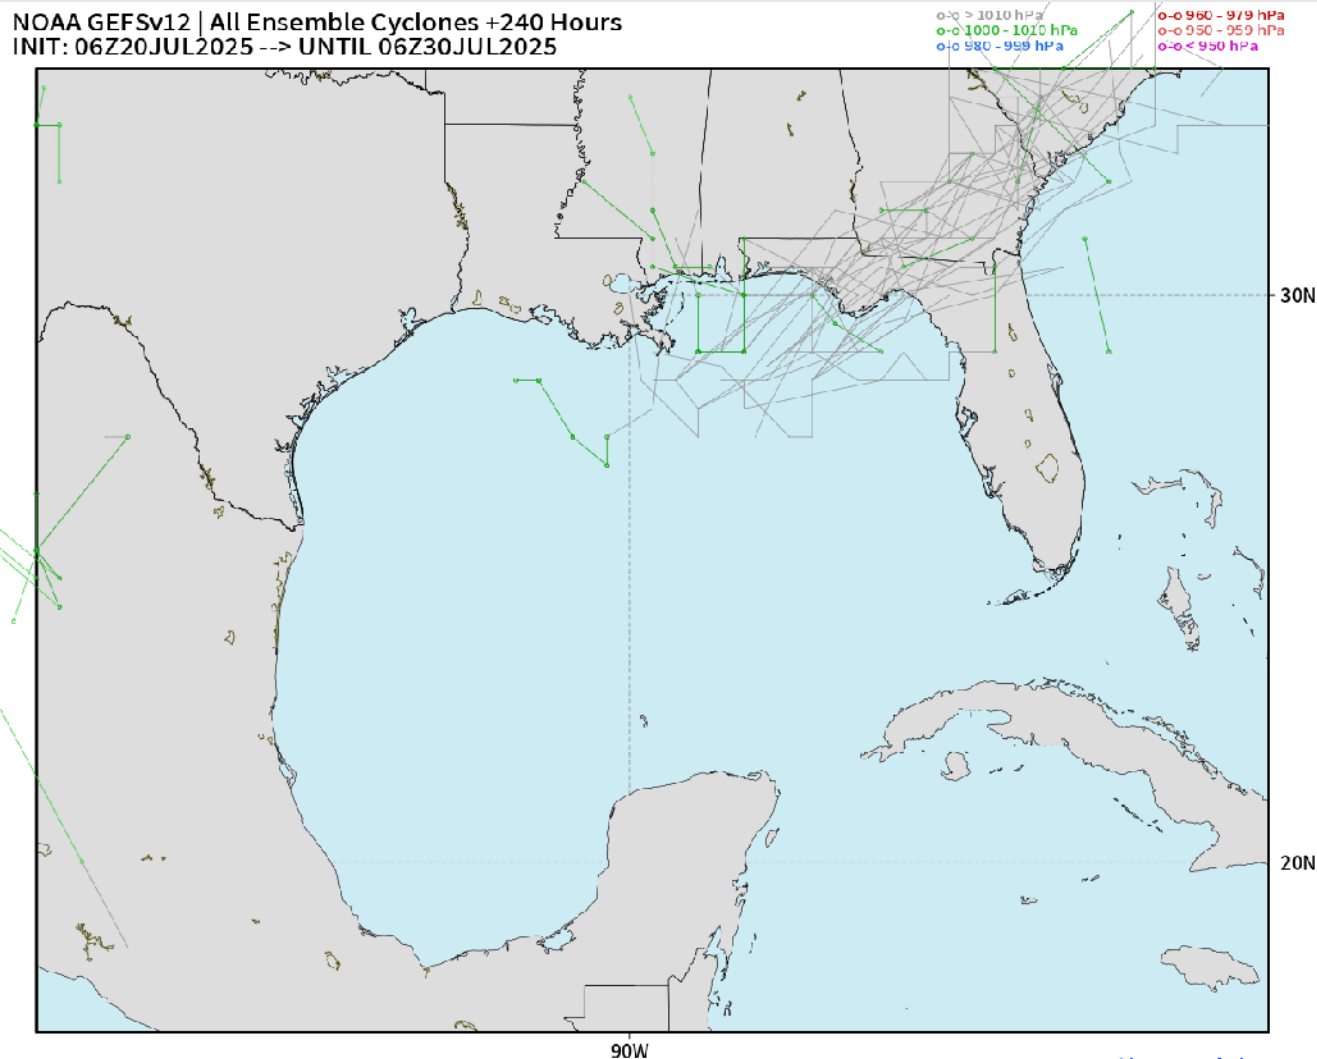 NOAA GEFSv12 | All Ensemble Cyclones +240 Hours
INIT: 06Z20JUL2025 --> UNTIL 06Z30JUL2025
o-o > 1010 hPa
o-o 1000 - 1010 hPa
o-o 980 - 999 hPa
o-o 960 - 979 hPa
o-o 950 - 959 hPa
o-o < 950 hPa
30N
20N
90W